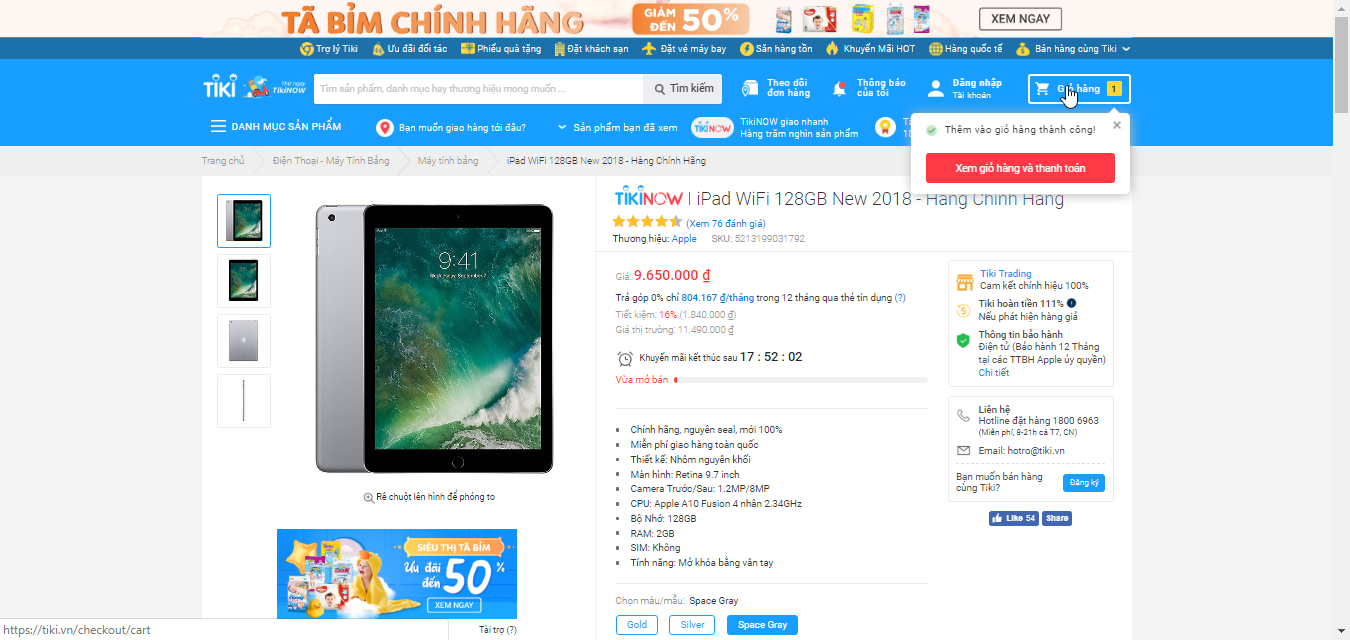 TÃ BỈM CHÍNH HÃNG
GIẢM
ĐẾN 50%
XEM NGAY
Trợ lý Tiki Ưu đãi đối tác Phiếu quà tặng Đặt khách sạn Đặt vé máy bay Săn hàng tồn Khuyến Mãi HOT Hàng quốc tế Bán hàng cùng Tiki
TIKI Thư ngay TIKINOW
Tìm sản phẩm, danh mục hay thương hiệu mong muốn ... Tìm kiếm
Theo dõi
đơn hàng
Thông báo
của tôi
Đăng nhập
Tài khoản
hàng 1
DANH MỤC SẢN PHẨM
Bạn muốn giao hàng tới đâu?
Sản phẩm bạn đã xem
TIKINOW
TikiNOW giao nhanh
Hàng trăm nghìn sản phẩm
Thêm vào giỏ hàng thành công!
Xem giỏ hàng và thanh toán
Trang chủ Điện Thoại - Máy Tính Bảng Máy tính bảng iPad WiFi 128GB New 2018 - Hàng Chính Hãng
TIKINOW | iPad WiFi 128GB New 2018 - Hàng Chính Hãng
(Xem 76 đánh giá)
Thương hiệu: Apple SKU: 5213199031792
9:41
Wednesday, September 7
Rê chuột lên hình để phóng to
Giá: 9.650.000 ₫
Trả góp 0% chỉ 804.167 ₫/tháng trong 12 tháng qua thẻ tín dụng (?)
Tiết kiệm: 16% (1.840.000 ₫)
Giá thị trường: 11.490.000 ₫
Khuyến mãi kết thúc sau 17 : 52 : 02
Vừa mở bán
Chính hãng, nguyên seal, mới 100%
Miễn phí giao hàng toàn quốc
Thiết kế: Nhôm nguyên khối
Màn hình: Retina 9.7 inch
Camera Trước/Sau: 1.2MP/8MP
CPU: Apple A10 Fusion 4 nhân 2.34GHz
Bộ Nhớ: 128GB
RAM: 2GB
SIM: Không
Tính năng: Mở khóa bằng vân tay
Chọn màu/mẫu: Space Gray
Gold Silver Space Gray
Tiki Trading
Cam kết chính hiệu 100%
Tiki hoàn tiền 111%
Nếu phát hiện hàng giả
Thông tin bảo hành
Điện tử (Bảo hành 12 Tháng
tại các TTBH Apple ủy quyền)
Chi tiết
Liên hệ
Hotline đặt hàng 1800 6963
(Miễn phí, 8-21h cả T7, CN)
Email: hotro@tiki.vn
Bạn muốn bán hàng
cùng Tiki?
Đăng ký
Like 54 Share
SIÊU THỊ TÃ BỈM
Ưu đãi
đến 50%
XEM NGAY
Tài trợ (?)
https://tiki.vn/checkout/cart